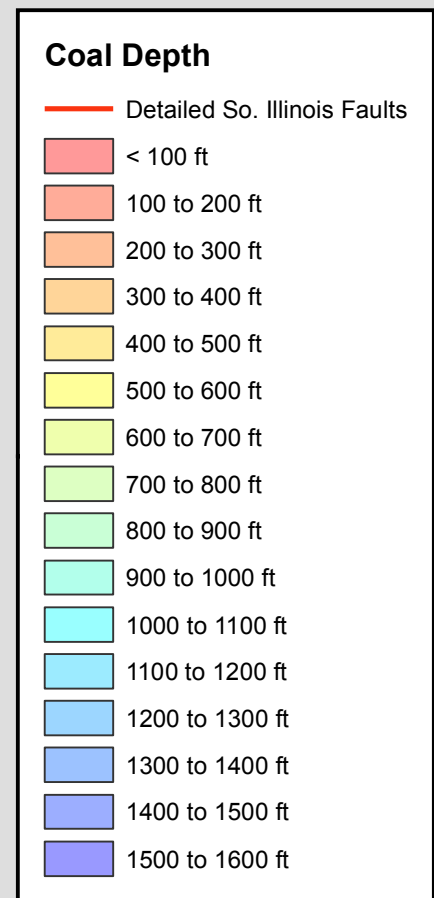 Coal Depth
Detailed So. Illinois Faults
< 100 ft
100 to 200 ft
200 to 300 ft
300 to 400 ft
400 to 500 ft
500 to 600 ft
600 to 700 ft
700 to 800 ft
800 to 900 ft
900 to 1000 ft
1000 to 1100 ft
1100 to 1200 ft
1200 to 1300 ft
1300 to 1400 ft
1400 to 1500 ft
1500 to 1600 ft